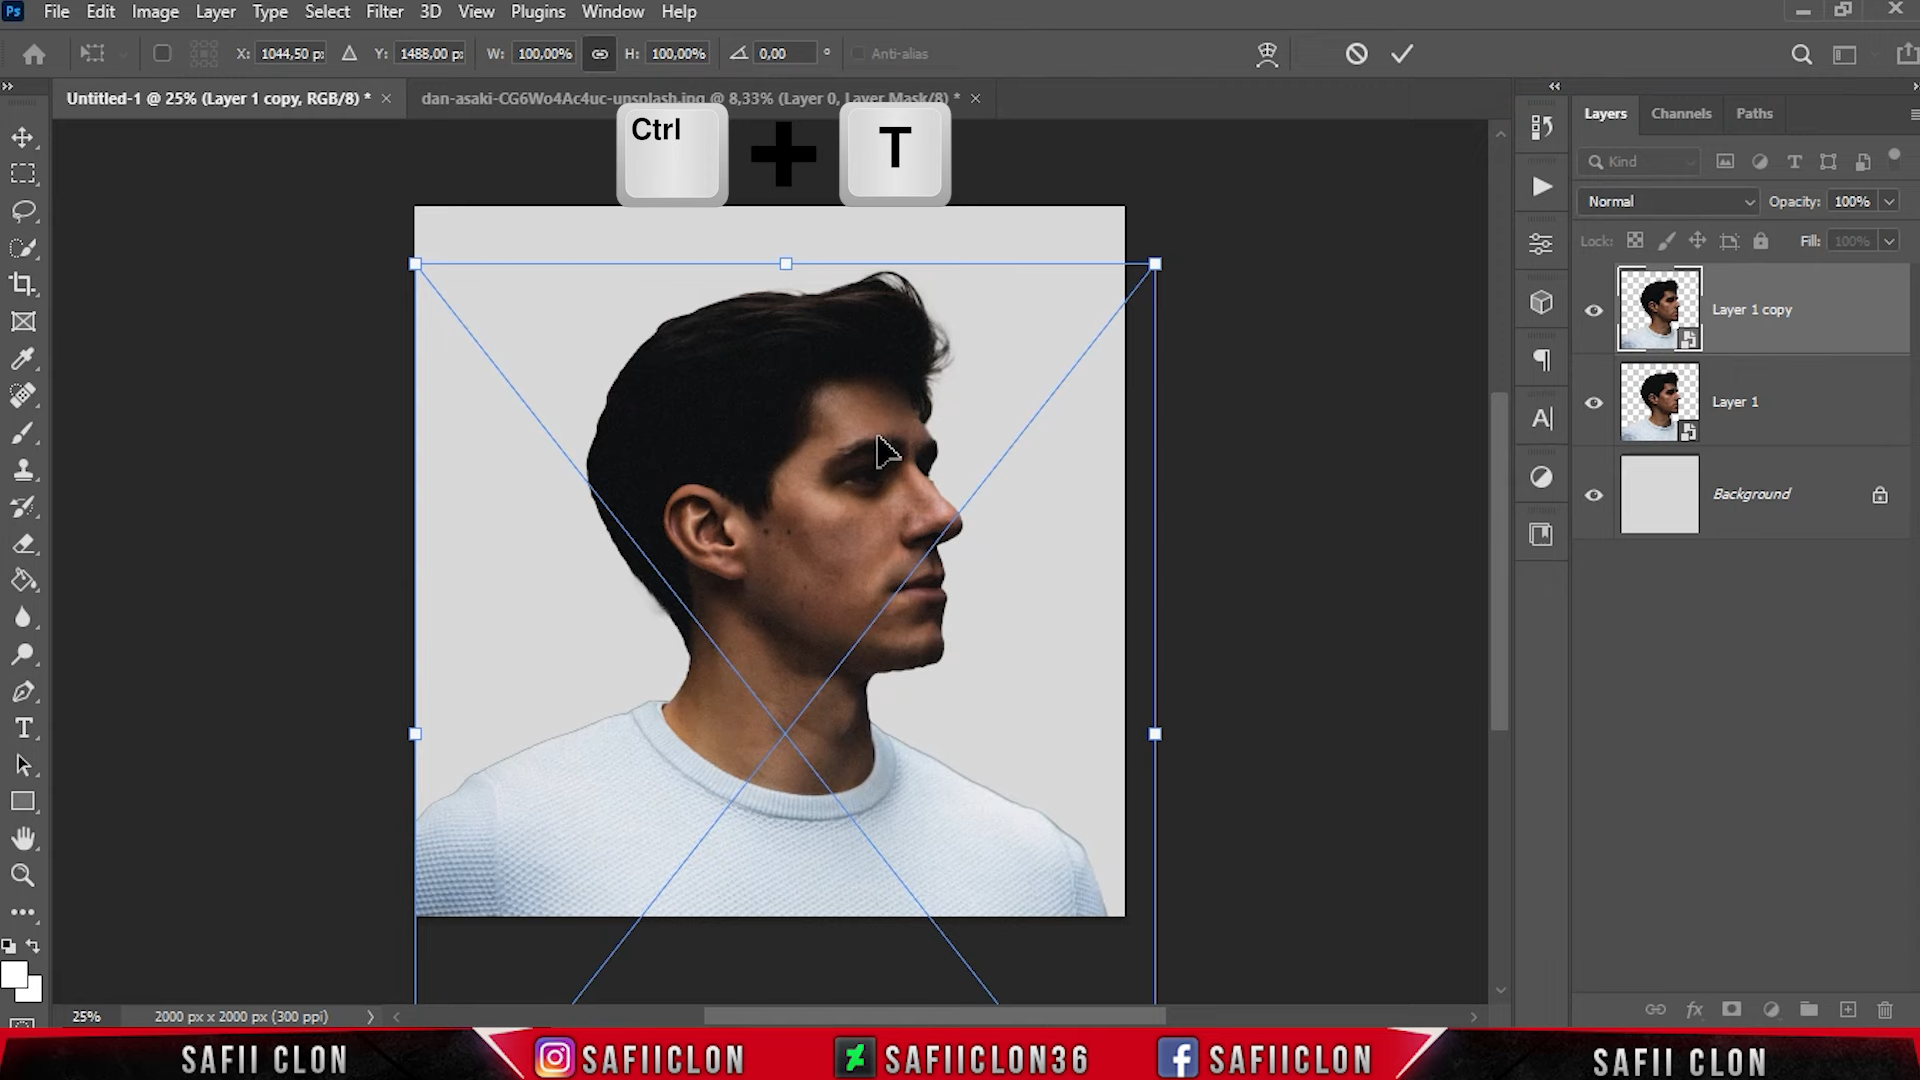 Ps File Edit Image Layer Type Select Filter 3D View Plugins Window Help
X: 1044,50 px Y: 1488,00 px W: 100,00% H: 100,00% 0,00 ° Anti-alias
Untitled-1 @ 25% (Layer 1 copy, RGB/8) * × dan-asaki-CG6Wo4Ac4uc-unsplash.jpg @ 8,33% (Layer 0, Layer Mask/8) * ×
Ctrl + T
Layers Channels Paths
Kind
Normal Opacity: 100%
Lock: Fill: 100%
Layer 1 copy
Layer 1
Background
25% 2000 px x 2000 px (300 ppi)
SAFII CLON SAFIICLON SAFIICLON36 SAFIICLON SAFII CLON